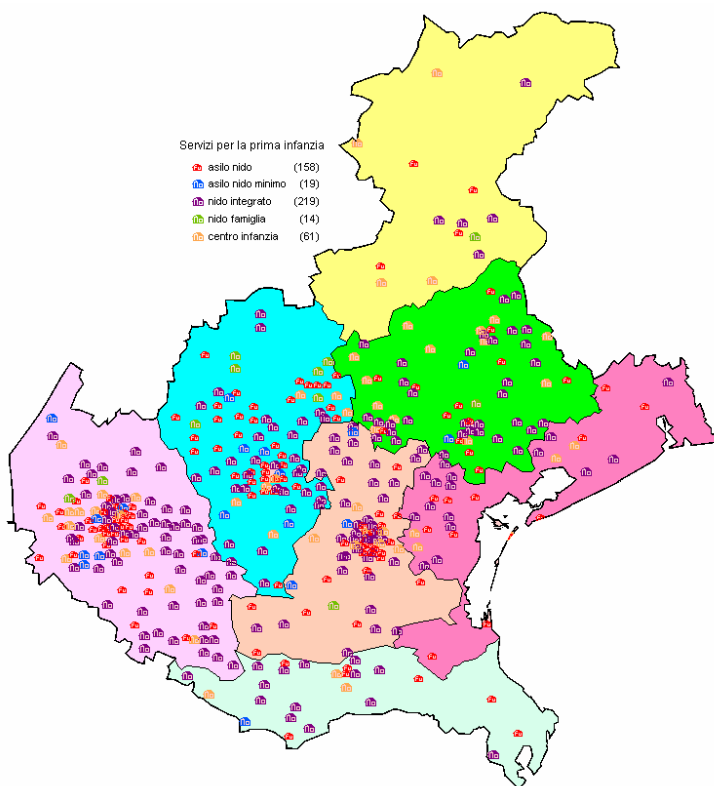 Servizi per la prima infanzia
asilo nido (158)
asilo nido minimo (19)
nido integrato (219)
nido famiglia (14)
centro infanzia (61)